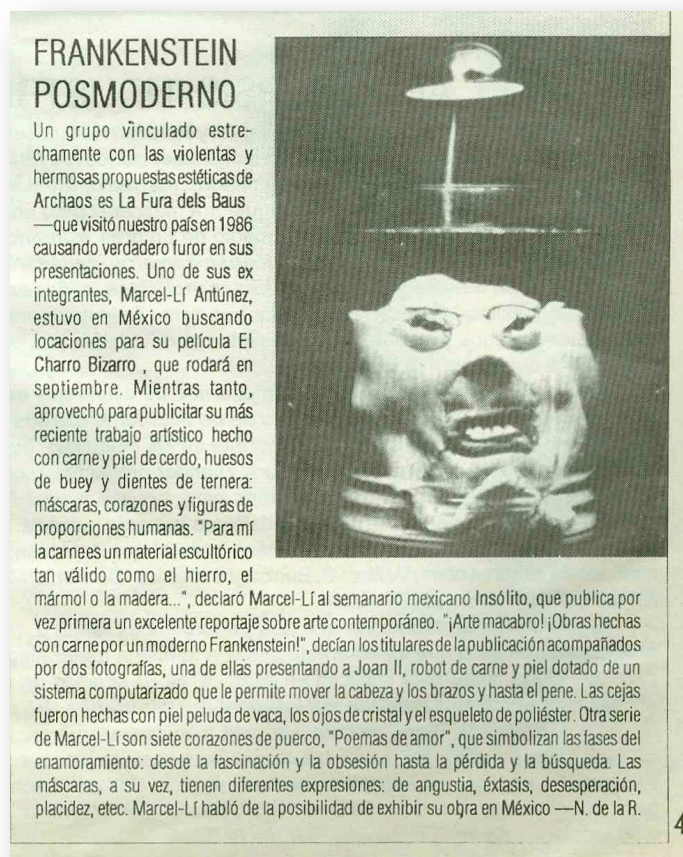 FRANKENSTEIN
POSMODERNO
Un grupo vinculado estre-
chamente con las violentas y
hermosas propuestas estéticas de
Archaos es La Fura dels Baus
—que visitó nuestro país en 1986
causando verdadero furor en sus
presentaciones. Uno de sus ex
integrantes, Marcel-Lí Antúnez,
estuvo en México buscando
locaciones para su película El
Charro Bizarro , que rodará en
septiembre. Mientras tanto,
aprovechó para publicitar su más
reciente trabajo artístico hecho
con carne y piel de cerdo, huesos
de buey y dientes de ternera:
máscaras, corazones y figuras de
proporciones humanas. "Para mí
la carne es un material escultórico
tan válido como el hierro, el
mármol o la madera...", declaró Marcel-Lí al semanario mexicano Insólito, que publica por
vez primera un excelente reportaje sobre arte contemporáneo. "¡Arte macabro! ¡Obras hechas
con carne por un moderno Frankenstein!", decían los titulares de la publicación acompañados
por dos fotografías, una de ellas presentando a Joan II, robot de carne y piel dotado de un
sistema computarizado que le permite mover la cabeza y los brazos y hasta el pene. Las cejas
fueron hechas con piel peluda de vaca, los ojos de cristal y el esqueleto de poliéster. Otra serie
de Marcel-Lí son siete corazones de puerco, "Poemas de amor", que simbolizan las fases del
enamoramiento: desde la fascinación y la obsesión hasta la pérdida y la búsqueda. Las
máscaras, a su vez, tienen diferentes expresiones: de angustia, éxtasis, desesperación,
placidez, etec. Marcel-Lí habló de la posibilidad de exhibir su obra en México —N. de la R.
4